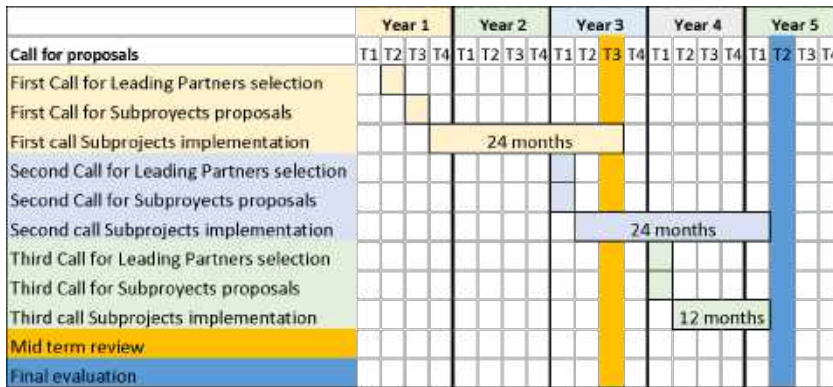 Year 1 Year 2 Year 3 Year 4 Year 5
Call for proposals T1 T2 T3 T4 T1 T2 T3 T4 T1 T2 T3 T4 T1 T2 T3 T4 T1 T2 T3 T4
First Call for Leading Partners selection
First Call for Subproyects proposals
First call Subprojects implementation 24 months
Second Call for Leading Partners selection
Second Call for Subproyects proposals
Second call Subprojects implementation 24 months
Third Call for Leading Partners selection
Third Call for Subproyects proposals
Third call Subprojects implementation 12 months
Mid term review
Final evaluation